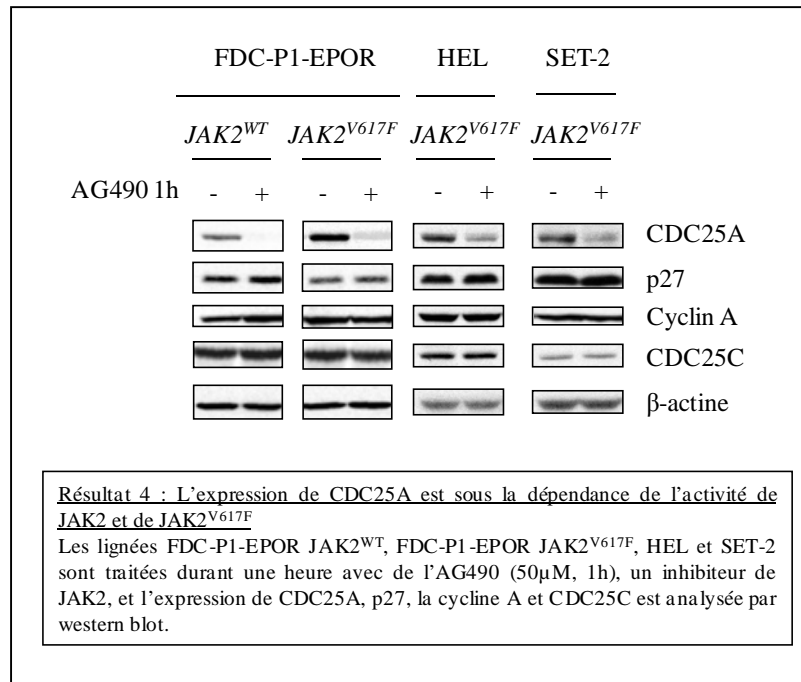 FDC-P1-EPOR HEL SET-2
JAK2WT JAK2V617F JAK2V617F JAK2V617F
AG490 1h - + - + - + - +
CDC25A
p27
Cyclin A
CDC25C
β-actine
Résultat 4 : L'expression de CDC25A est sous la dépendance de l'activité de
JAK2 et de JAK2V617F
Les lignées FDC-P1-EPOR JAK2WT, FDC-P1-EPOR JAK2V617F, HEL et SET-2
sont traitées durant une heure avec de l'AG490 (50µM, 1h), un inhibiteur de
JAK2, et l'expression de CDC25A, p27, la cycline A et CDC25C est analysée par
western blot.